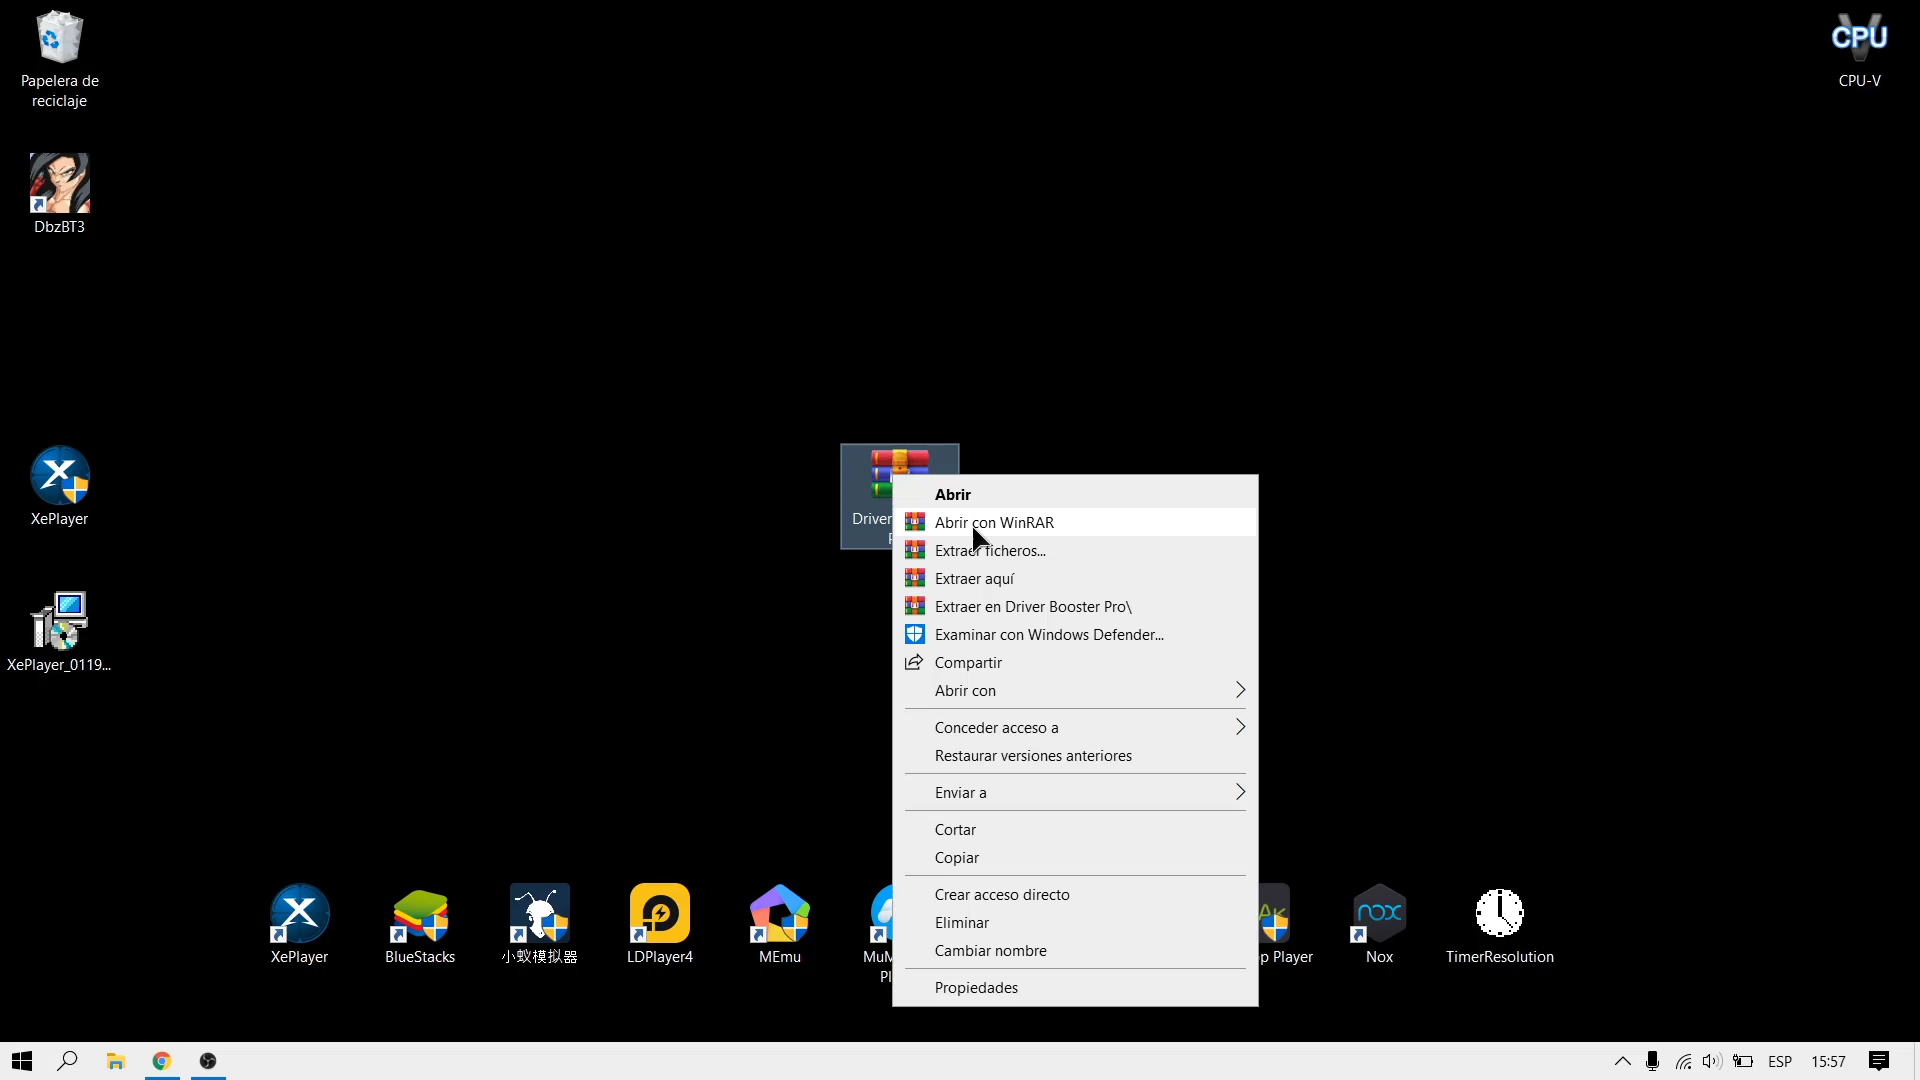 Papelera de
reciclaje
CPU
CPU-V
DbzBT3
XePlayer
XePlayer_0119...
Driver
Abrir
Abrir con WinRAR
Extraer ficheros...
Extraer aquí
Extraer en Driver Booster Pro\
Examinar con Windows Defender...
Compartir
Abrir con
Conceder acceso a
Restaurar versiones anteriores
Enviar a
Cortar
Copiar
Crear acceso directo
Eliminar
Cambiar nombre
Propiedades
XePlayer
BlueStacks
小蚁模拟器
LDPlayer4
MEmu
nox
Player
Nox
TimerResolution
ESP
15:57